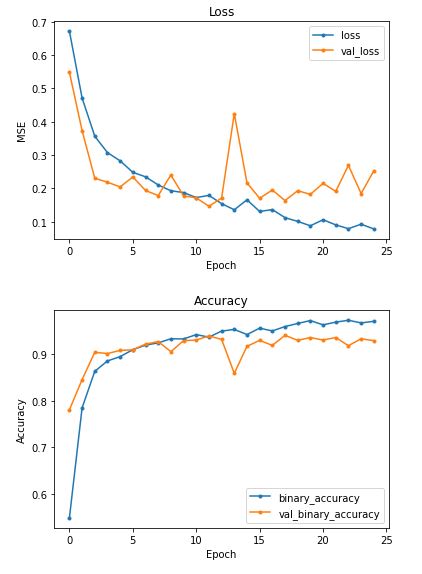 Loss
0.7
0.6
0.5
0.4
0.3
0.2
0.1
MSE
loss
val_loss
0 5 10 15 20 25
Epoch
Accuracy
0.9
0.8
0.7
0.6
Accuracy
binary_accuracy
val_binary_accuracy
0 5 10 15 20 25
Epoch